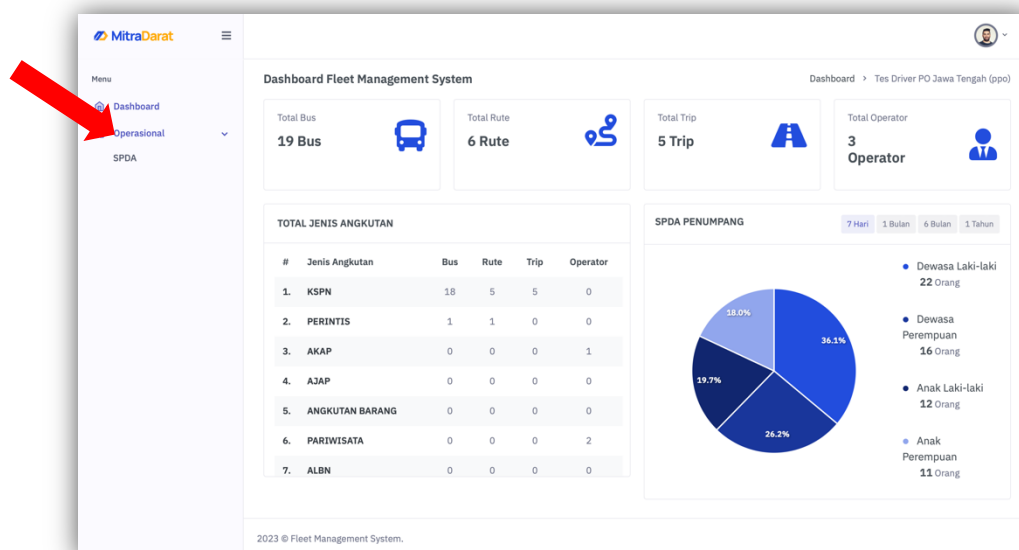 MitraDarat
Menu
Dashboard
Operasional
SPDA
Dashboard Fleet Management System
Dashboard > Tes Driver PO Jawa Tengah (ppo)
Total Bus
19 Bus
Total Rute
6 Rute
Total Trip
5 Trip
Total Operator
3
Operator
TOTAL JENIS ANGKUTAN
# Jenis Angkutan Bus Rute Trip Operator
1. KSPN 18 5 5 0
2. PERINTIS 1 1 0 0
3. AKAP 0 0 0 1
4. AJAP 0 0 0 0
5. ANGKUTAN BARANG 0 0 0 0
6. PARIWISATA 0 0 0 2
7. ALBN 0 0 0 0
SPDA PENUMPANG
7 Hari 1 Bulan 6 Bulan 1 Tahun
18.0%
36.1%
19.7%
26.2%
Dewasa Laki-laki
22 Orang
Dewasa
Perempuan
16 Orang
Anak Laki-laki
12 Orang
Anak
Perempuan
11 Orang
2023 © Fleet Management System.